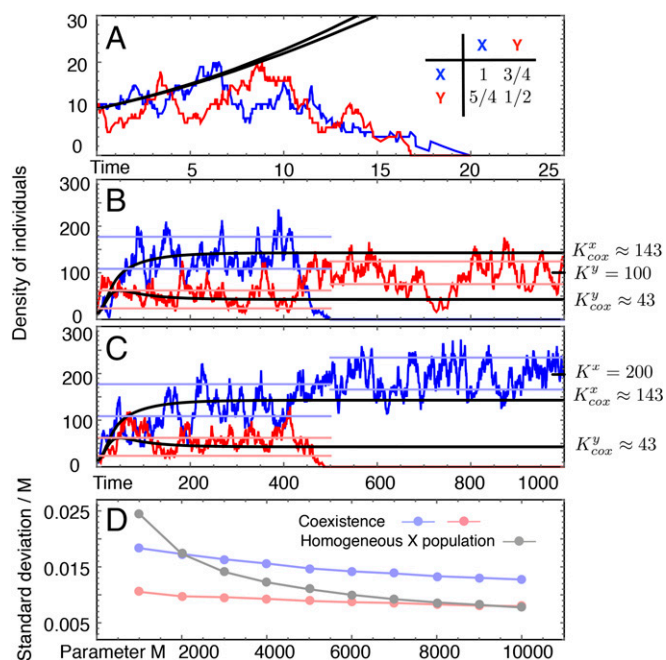 A
X Y
X 1 3/4
Y 5/4 1/2
30
20
10
0
Time 5 10 15 20 25
Density of individuals
B
300
200
100
0
K^x_cox ≈ 143
K^y = 100
K^y_cox ≈ 43
C
300
200
100
0
K^x = 200
K^x_cox ≈ 143
K^y_cox ≈ 43
Time 200 400 600 800 1000
Standard deviation / M
D
0.025
0.015
0.005
Coexistence
Homogeneous X population
Parameter M 2000 4000 6000 8000 10000